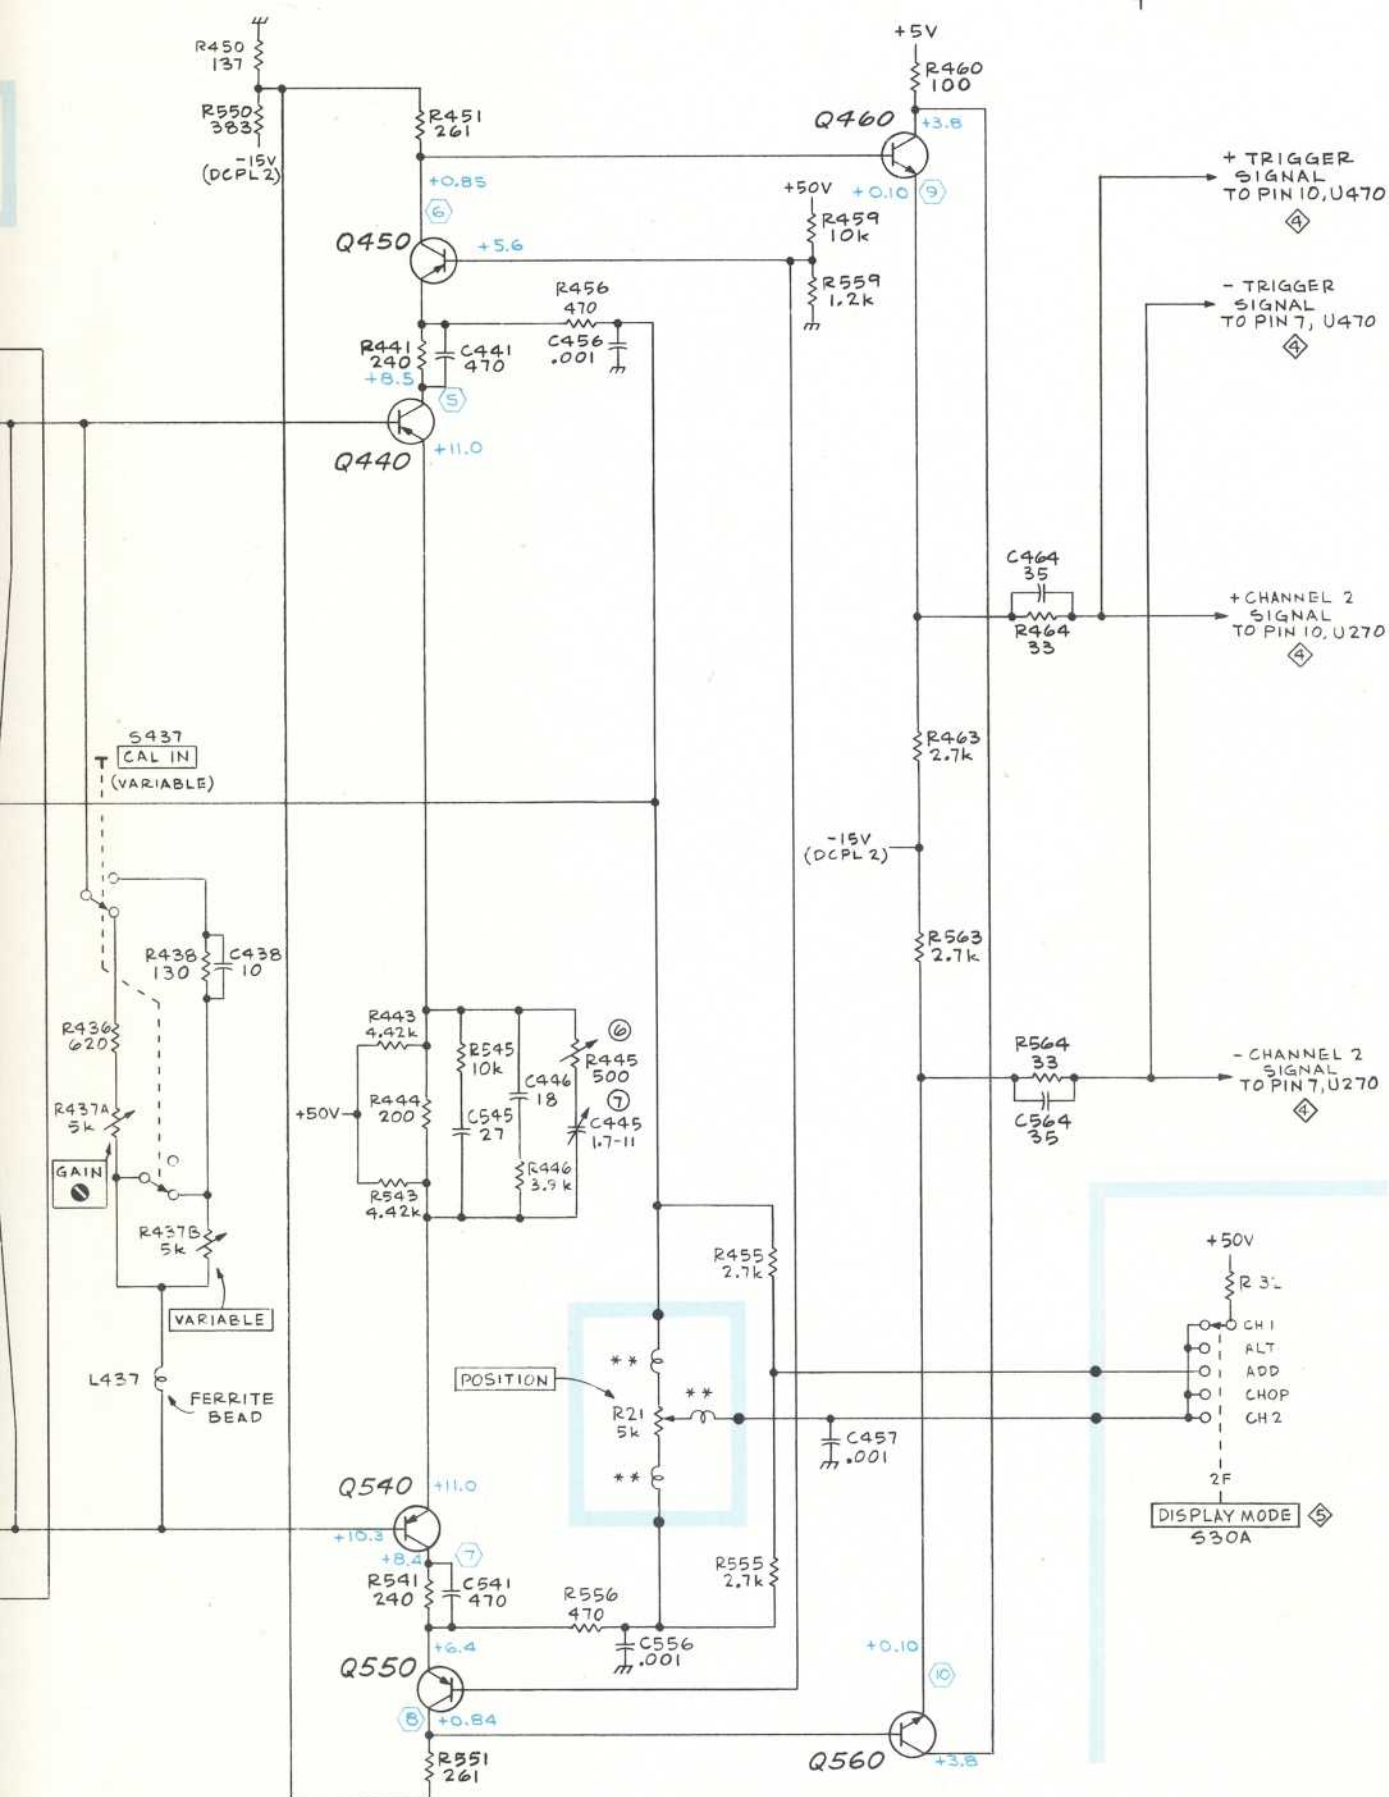 R450
137
R550
383
-15V
(DCPL 2)
R451
261
+0.85
6
Q450
+5.6
R456
470
R441
240
+8.5
C441
470
C456
.001
5
Q440
+11.0
+5V
R460
100
Q460
+3.8
+50V
+0.10
9
R459
10k
R559
1.2k
+ TRIGGER
SIGNAL
TO PIN 10, U470
4
- TRIGGER
SIGNAL
TO PIN 7, U470
4
C464
35
R464
33
+ CHANNEL 2
SIGNAL
TO PIN 10, U270
4
S437
CAL IN
(VARIABLE)
R463
2.7k
-15V
(DCPL 2)
R563
2.7k
R438
130
C438
10
R436
620
R437A
5k
GAIN
R437B
5k
VARIABLE
L437
FERRITE
BEAD
R443
4.42k
+50V
R444
200
R543
4.42k
R545
10k
C545
27
C446
18
R446
3.9k
6
R445
500
7
C445
1.7-11
R564
33
C564
35
- CHANNEL 2
SIGNAL
TO PIN 7, U270
4
R455
2.7k
**
POSITION
**
R21
5k
**
C457
.001
+50V
CH 1
ALT
ADD
CHOP
CH 2
2F
DISPLAY MODE
5
S30A
Q540
+11.0
+10.3
+8.4
7
R541
240
C541
470
R556
470
R555
2.7k
+6.4
C556
.001
Q550
8
+0.84
R551
261
+0.10
10
Q560
+3.8